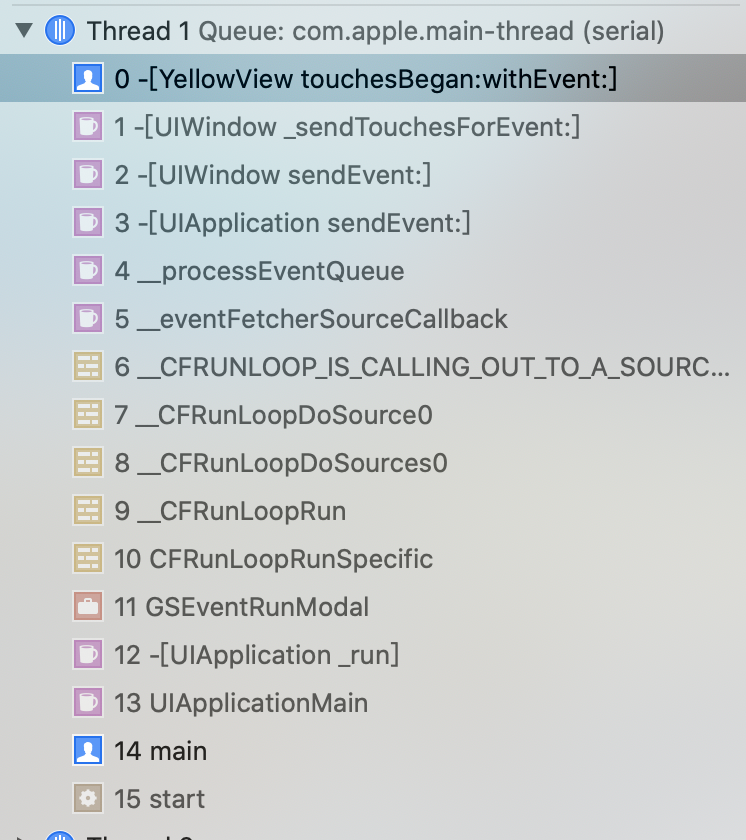 Thread 1 Queue: com.apple.main-thread (serial)
0 -[YellowView touchesBegan:withEvent:]
1 -[UIWindow _sendTouchesForEvent:]
2 -[UIWindow sendEvent:]
3 -[UIApplication sendEvent:]
4 __processEventQueue
5 __eventFetcherSourceCallback
6 __CFRUNLOOP_IS_CALLING_OUT_TO_A_SOURC...
7 __CFRunLoopDoSource0
8 __CFRunLoopDoSources0
9 __CFRunLoopRun
10 CFRunLoopRunSpecific
11 GSEventRunModal
12 -[UIApplication _run]
13 UIApplicationMain
14 main
15 start